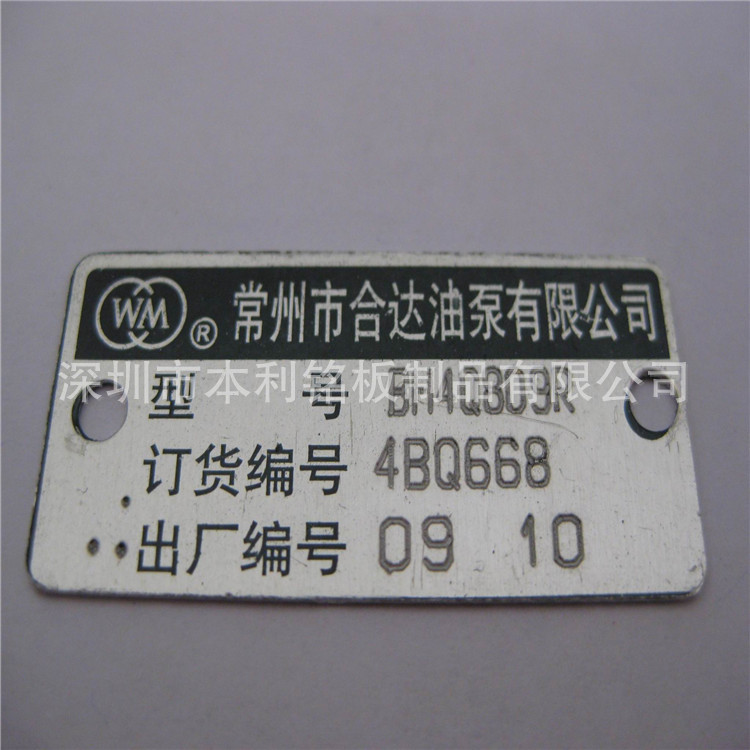 WM ® 常州市合达油泵有限公司
深圳市本利铭板制品有限公司
型 号
订货编号 4BQ668
出厂编号 09 10